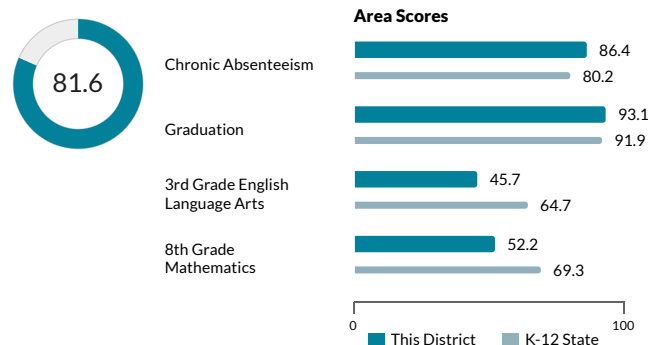 Area Scores
81.6
Chronic Absenteeism
86.4
80.2
Graduation
93.1
91.9
3rd Grade English
Language Arts
45.7
64.7
8th Grade
Mathematics
52.2
69.3
0
100
This District
K-12 State